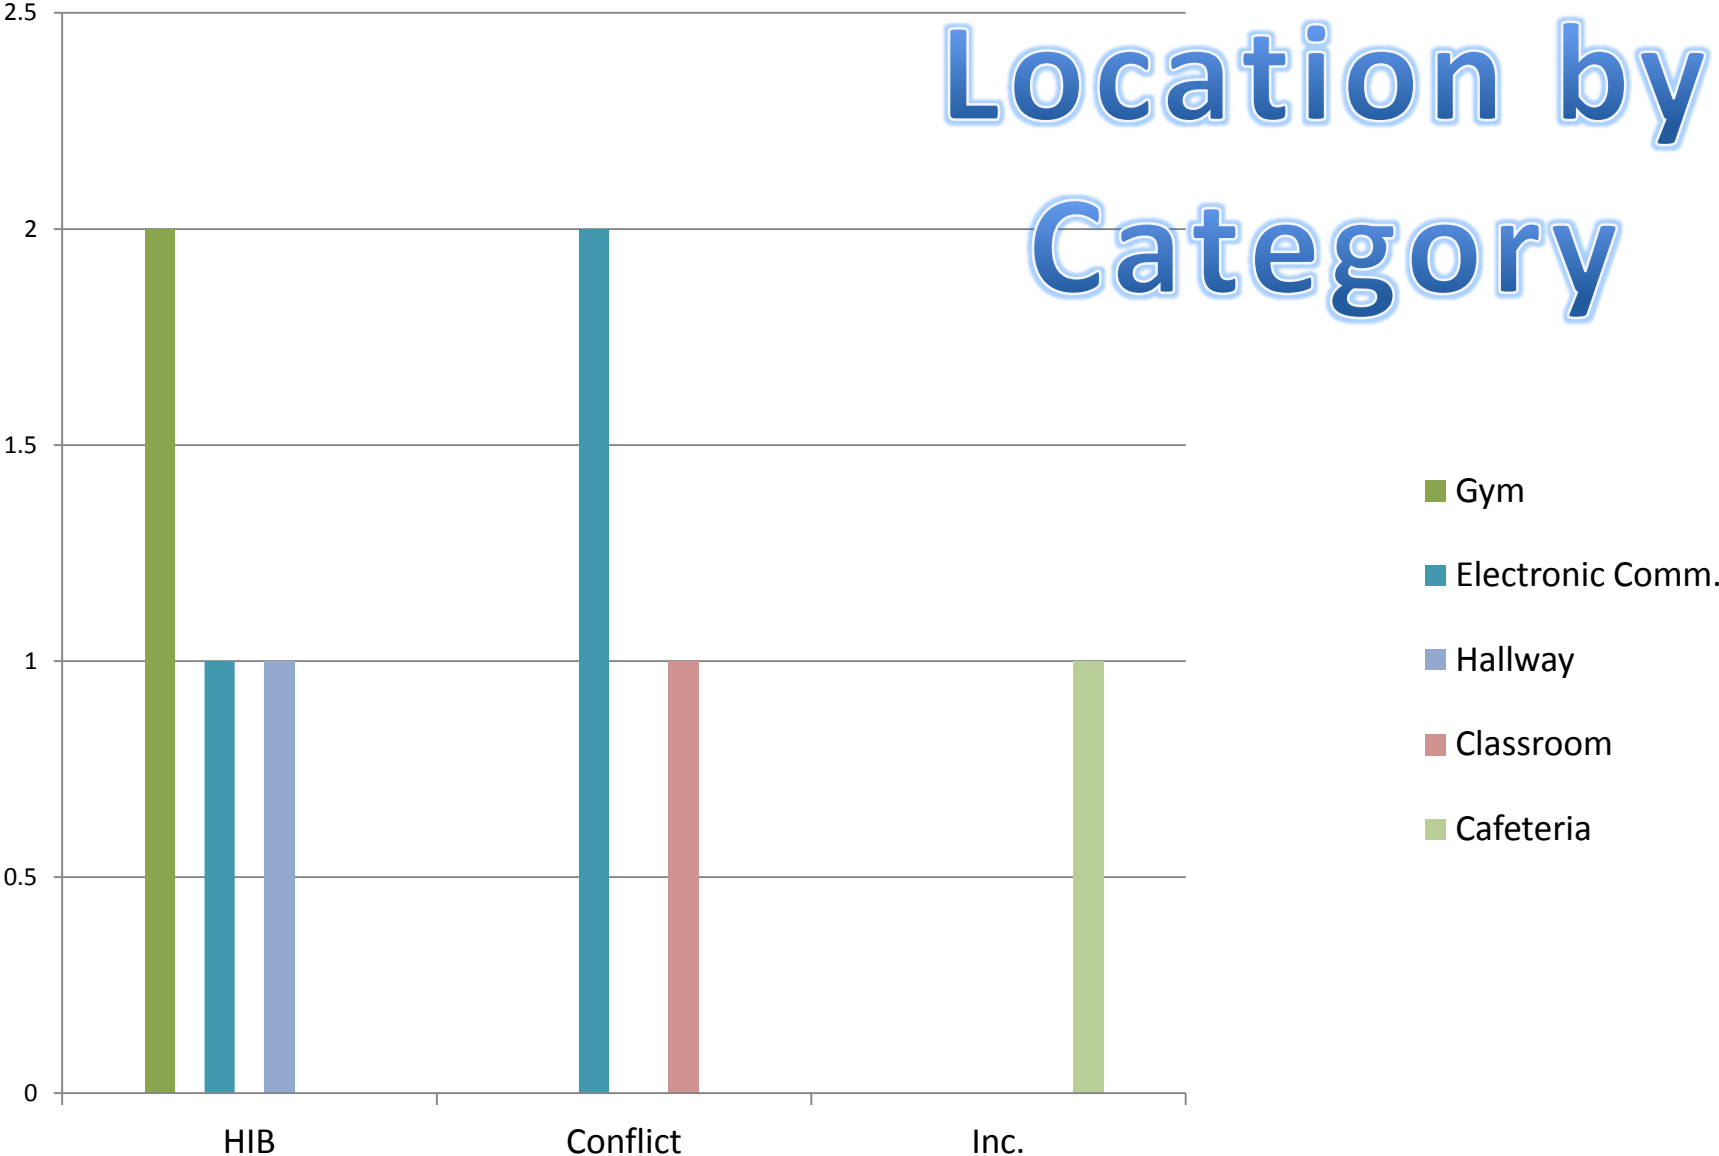 Location by
Category
2.5
2
1.5
1
0.5
0
HIB
Conflict
Inc.
Gym
Electronic Comm.
Hallway
Classroom
Cafeteria